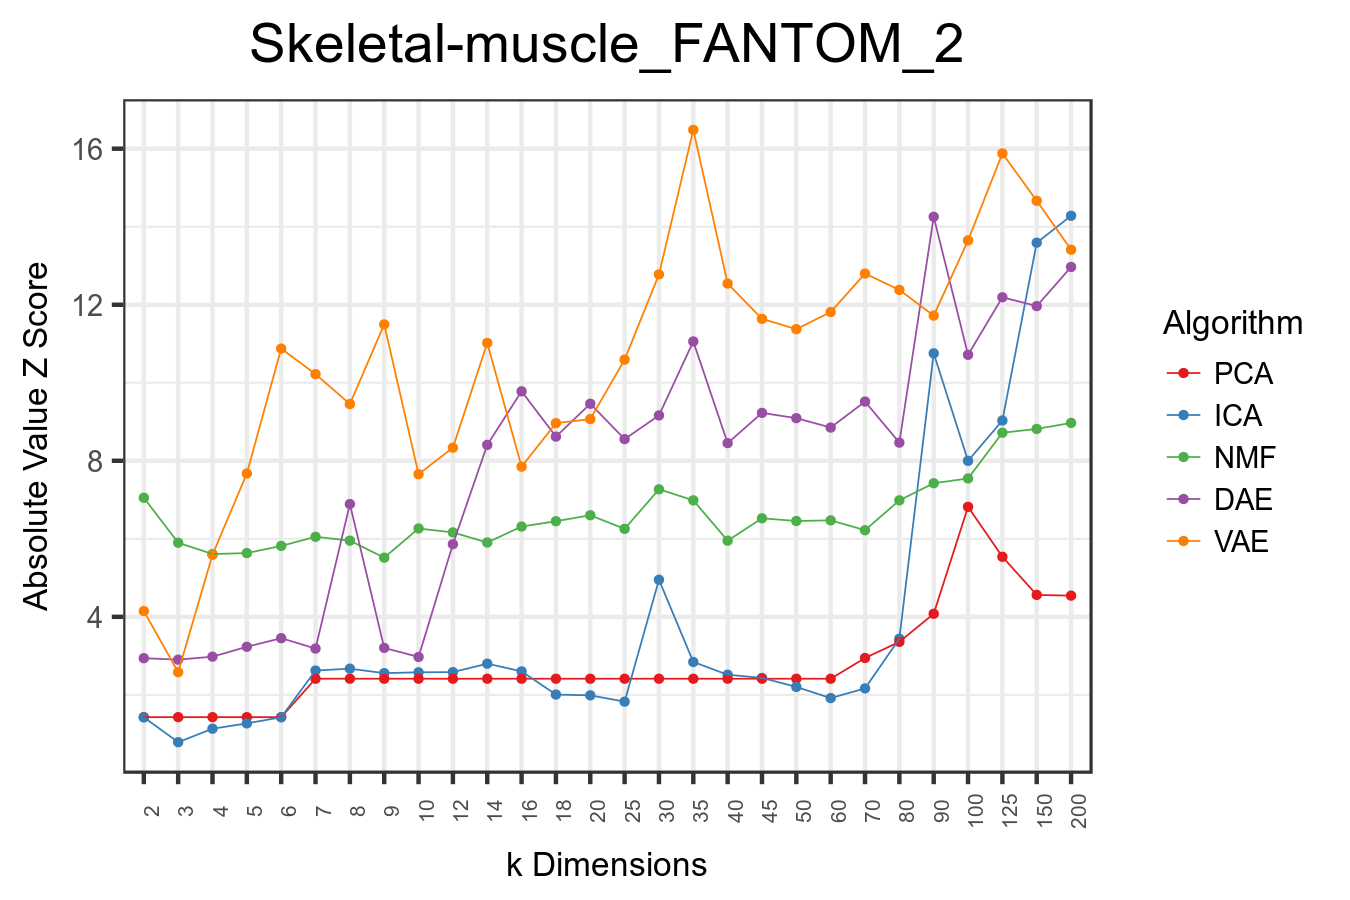 Skeletal-muscle_FANTOM_2
Absolute Value Z Score
16
12
8
4
2 3 4 5 6 7 8 9 10 12 14 16 18 20 25 30 35 40 45 50 60 70 80 90 100 125 150 200
k Dimensions
Algorithm
PCA
ICA
NMF
DAE
VAE